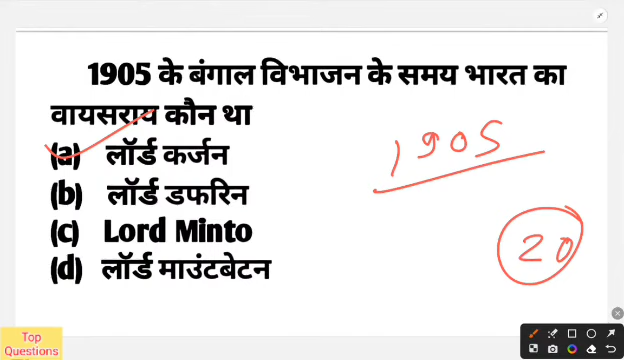 1905 के बंगाल विभाजन के समय भारत का
वायसराय कौन था
(a) लॉर्ड कर्जन
(b) लॉर्ड डफरिन
(c) Lord Minto
(d) लॉर्ड माउंटबेटन
1905
20
Top
Questions